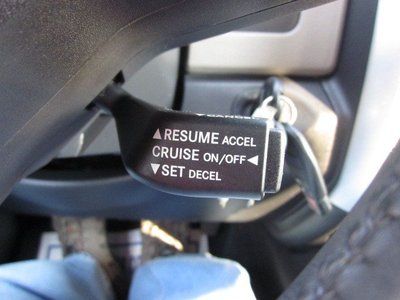 ▲RESUME ACCEL
CRUISE ON/OFF◄
▼SET DECEL